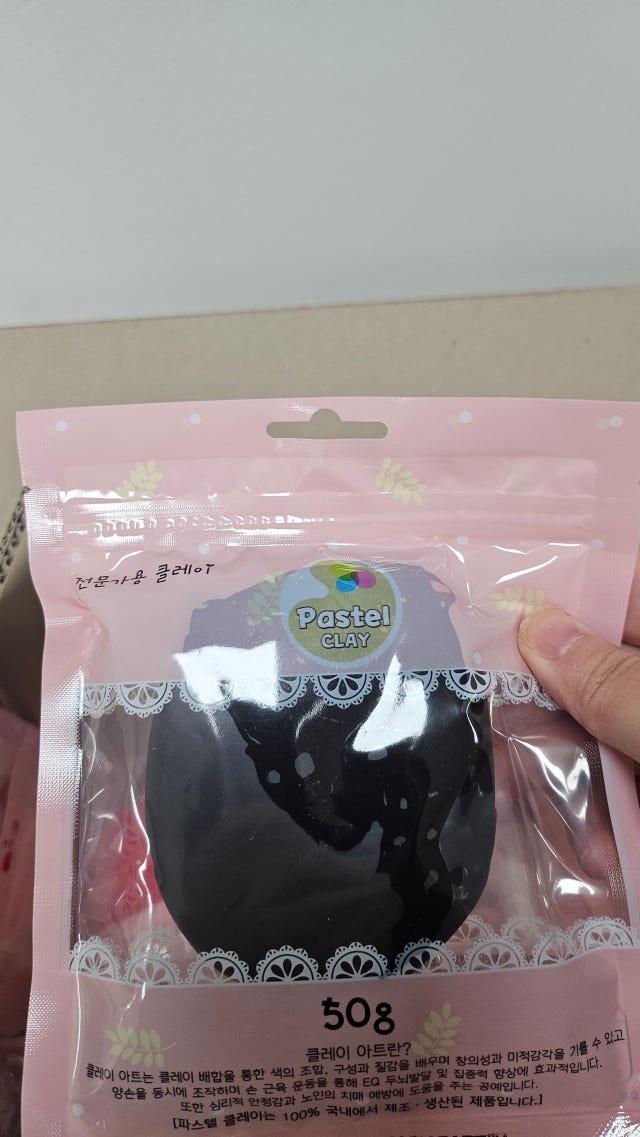 전문가용 클레이
Pastel
CLAY
50g
클레이 아트란?
클레이 아트는 클레이 배합을 통한 색의 조합, 구성과 질감을 배우며 창의성과 미적감각을 기를 수 있고
양손을 동시에 조작하며 손 근육 운동을 통해 EQ 두뇌발달 및 집중력 향상에 효과적입니다.
또한 심리적 안정감과 노인의 치매 예방에 도움을 주는 공예입니다.
[파스텔 클레이는 100% 국내에서 제조·생산된 제품입니다.]